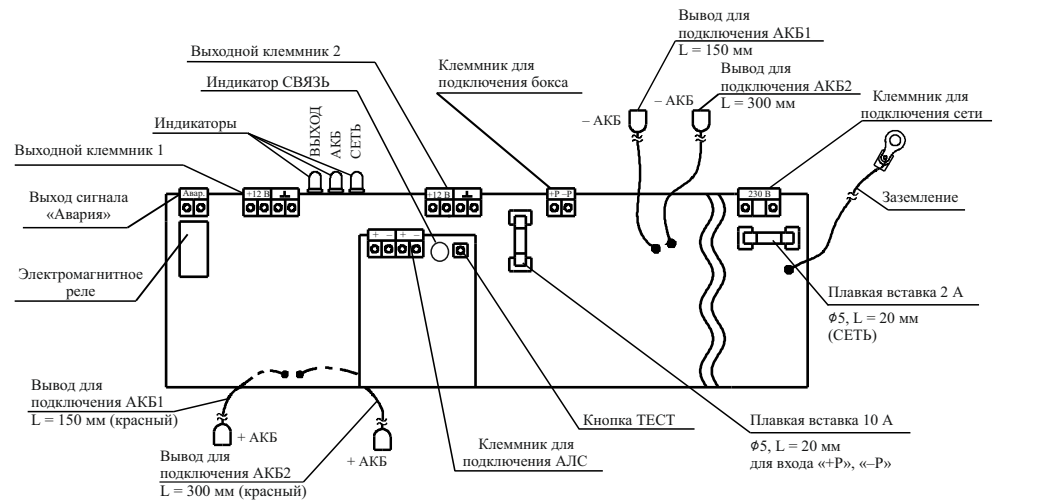 Вывод для
подключения АКБ1
L = 150 мм
Выходной клеммник 2
Клеммник для
подключения бокса
Вывод для
подключения АКБ2
L = 300 мм
Индикатор СВЯЗЬ
– АКБ
– АКБ
Клеммник для
подключения сети
Индикаторы
ВЫХОД
АКБ
СЕТЬ
Выходной клеммник 1
Выход сигнала
«Авария»
Авар.
+12 В
+12 В
+Р –Р
230 В
Заземление
+ – + –
Электромагнитное
реле
Плавкая вставка 2 А
ϕ5, L = 20 мм
(СЕТЬ)
Вывод для
подключения АКБ1
L = 150 мм (красный)
+ АКБ
Вывод для
подключения АКБ2
L = 300 мм (красный)
+ АКБ
Клеммник для
подключения АЛС
Кнопка ТЕСТ
Плавкая вставка 10 А
ϕ5, L = 20 мм
для входа «+Р», «–Р»